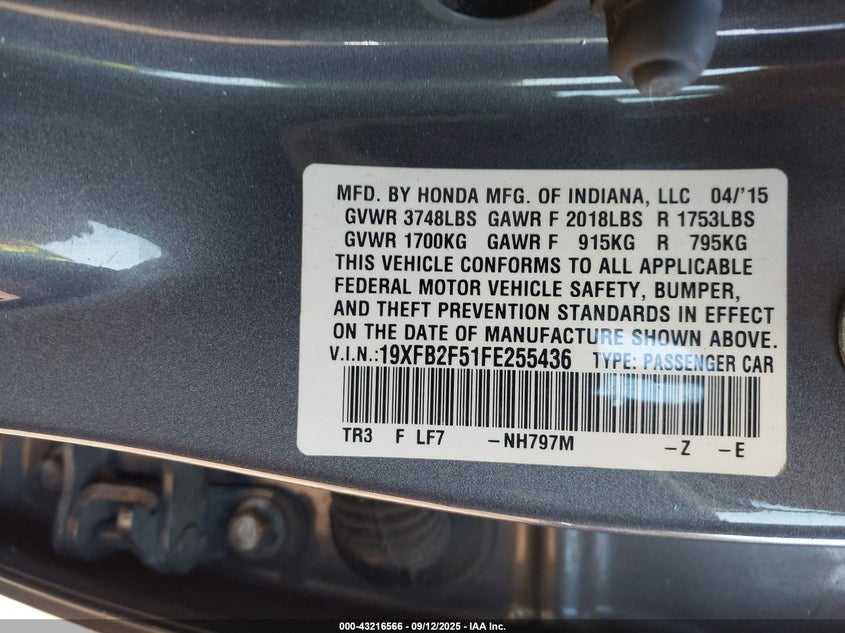 MFD. BY HONDA MFG. OF INDIANA, LLC 04/'15
GVWR 3748LBS GAWR F 2018LBS R 1753LBS
GVWR 1700KG GAWR F 915KG R 795KG
THIS VEHICLE CONFORMS TO ALL APPLICABLE
FEDERAL MOTOR VEHICLE SAFETY, BUMPER,
AND THEFT PREVENTION STANDARDS IN EFFECT
ON THE DATE OF MANUFACTURE SHOWN ABOVE.
V.I.N.:19XFB2F51FE255436 TYPE: PASSENGER CAR
TR3 F LF7 -NH797M -Z -E
000-43216566 - 09/12/2025 - IAA Inc.